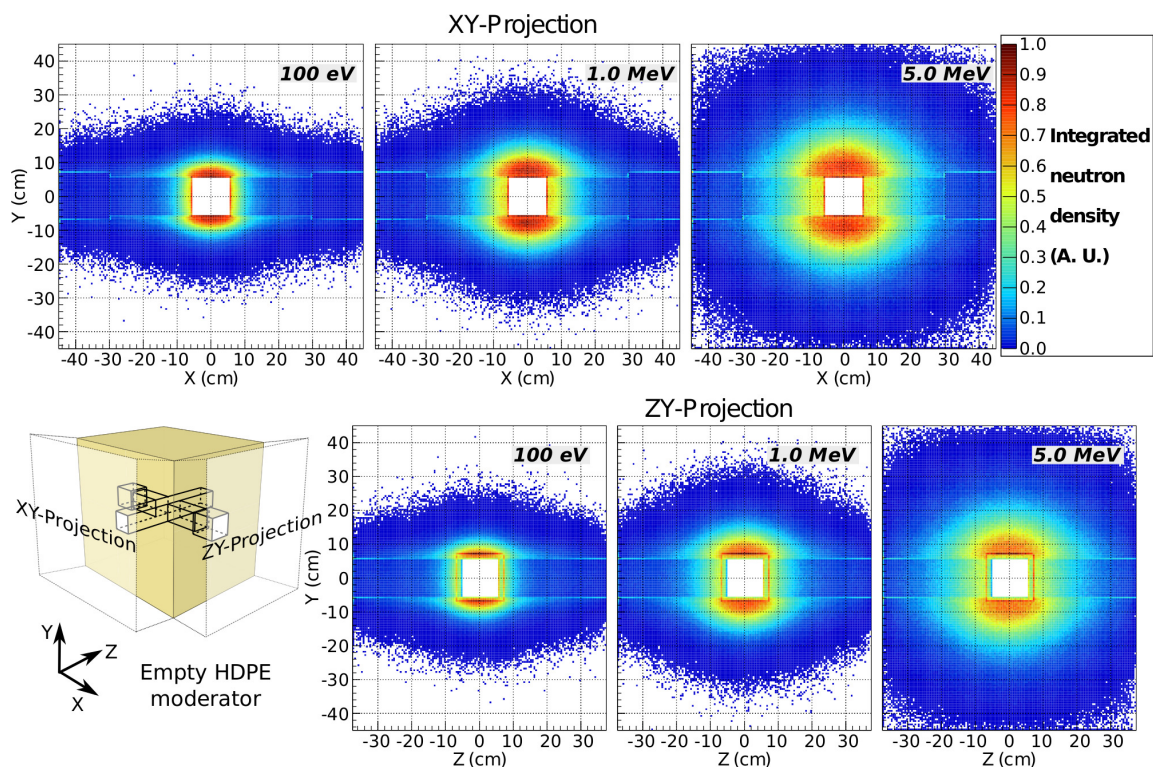 XY-Projection
100 eV
1.0 MeV
5.0 MeV
40
30
20
10
0
-10
-20
-30
-40
Y (cm)
-40 -30 -20 -10 0 10 20 30 40
X (cm)
-40 -30 -20 -10 0 10 20 30 40
X (cm)
-40 -30 -20 -10 0 10 20 30 40
X (cm)
1.0
0.9
0.8
0.7
0.6
0.5
0.4
0.3
0.2
0.1
0.0
Integrated
neutron
density
(A. U.)
ZY-Projection
XY-Projection
ZY-Projection
Y
Z
X
Empty HDPE
moderator
100 eV
1.0 MeV
5.0 MeV
40
30
20
10
0
-10
-20
-30
-40
Y (cm)
-30 -20 -10 0 10 20 30
Z (cm)
-30 -20 -10 0 10 20 30
Z (cm)
-30 -20 -10 0 10 20 30
Z (cm)